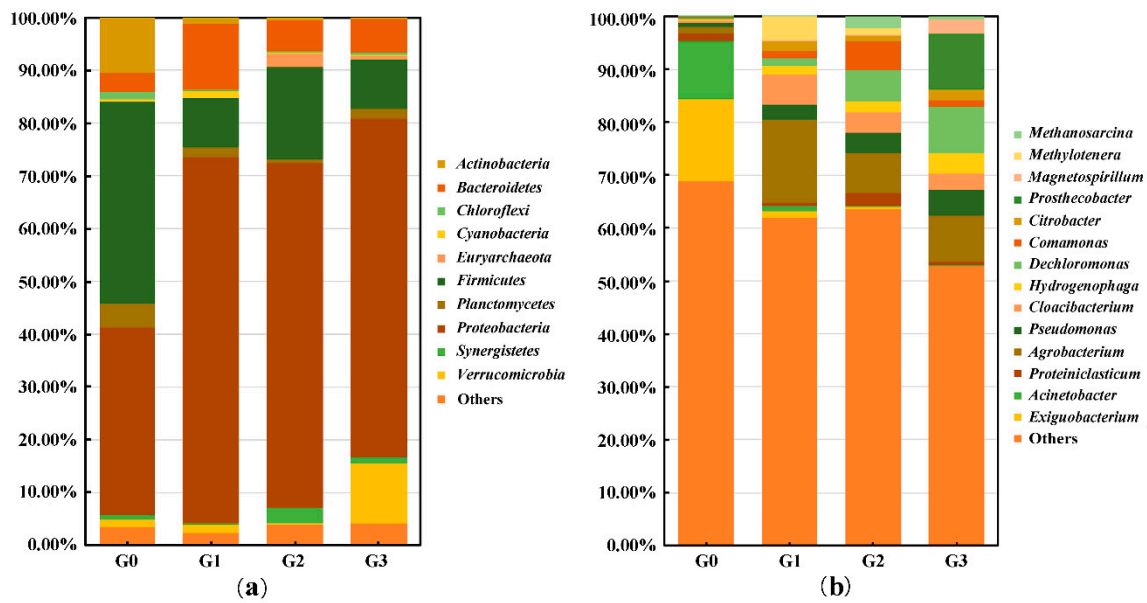 100.00%
90.00%
80.00%
70.00%
60.00%
50.00%
40.00%
30.00%
20.00%
10.00%
0.00%
G0 G1 G2 G3
(a)
Actinobacteria
Bacteroidetes
Chloroflexi
Cyanobacteria
Euryarchaeota
Firmicutes
Planctomycetes
Proteobacteria
Synergistetes
Verrucomicrobia
Others
100.00%
90.00%
80.00%
70.00%
60.00%
50.00%
40.00%
30.00%
20.00%
10.00%
0.00%
G0 G1 G2 G3
(b)
Methanosarcina
Methylotenera
Magnetospirillum
Prosthecobacter
Citrobacter
Comamonas
Dechloromonas
Hydrogenophaga
Cloacibacterium
Pseudomonas
Agrobacterium
Proteiniclasticum
Acinetobacter
Exiguobacterium
Others